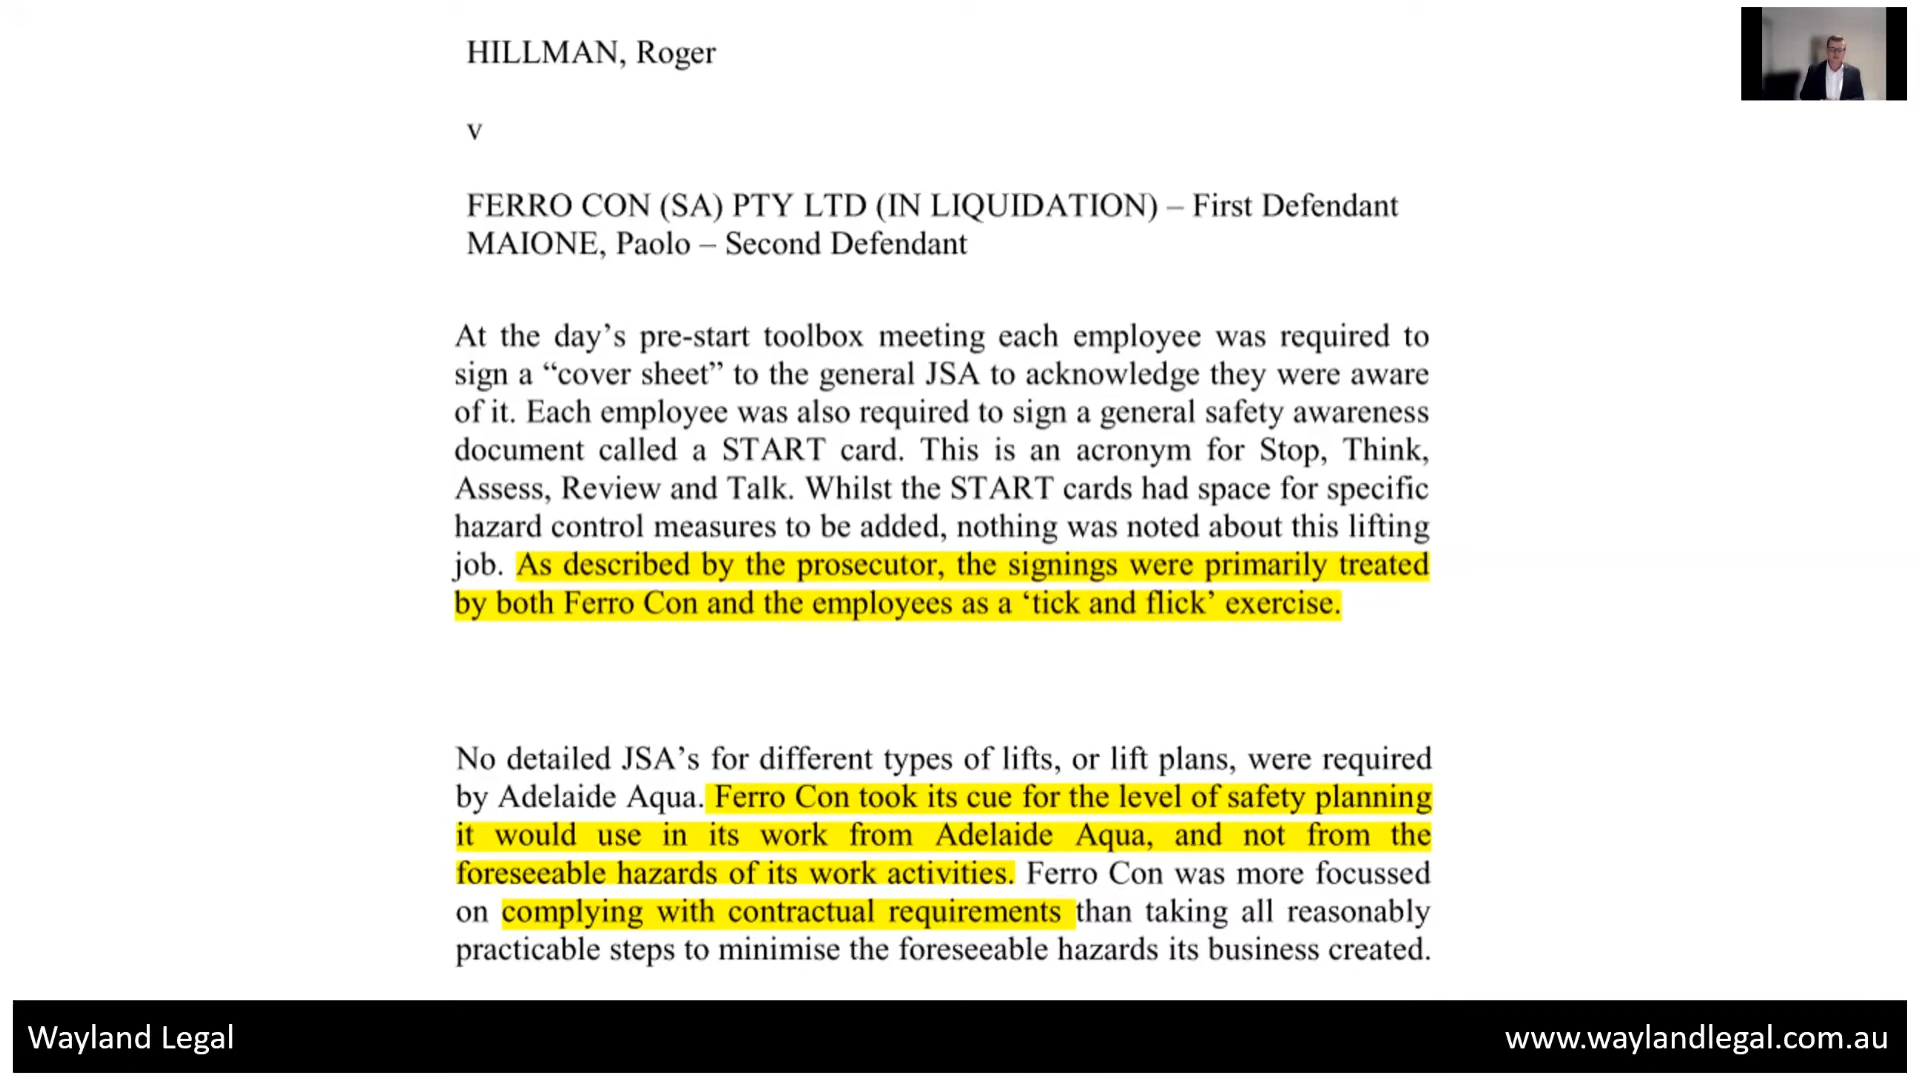 HILLMAN, Roger
v
FERRO CON (SA) PTY LTD (IN LIQUIDATION) – First Defendant
MAIONE, Paolo – Second Defendant
At the day’s pre-start toolbox meeting each employee was required to
sign a “cover sheet” to the general JSA to acknowledge they were aware
of it. Each employee was also required to sign a general safety awareness
document called a START card. This is an acronym for Stop, Think,
Assess, Review and Talk. Whilst the START cards had space for specific
hazard control measures to be added, nothing was noted about this lifting
job. As described by the prosecutor, the signings were primarily treated
by both Ferro Con and the employees as a ‘tick and flick’ exercise.
No detailed JSA’s for different types of lifts, or lift plans, were required
by Adelaide Aqua. Ferro Con took its cue for the level of safety planning
it would use in its work from Adelaide Aqua, and not from the
foreseeable hazards of its work activities. Ferro Con was more focussed
on complying with contractual requirements than taking all reasonably
practicable steps to minimise the foreseeable hazards its business created.
Wayland Legal
www.waylandlegal.com.au